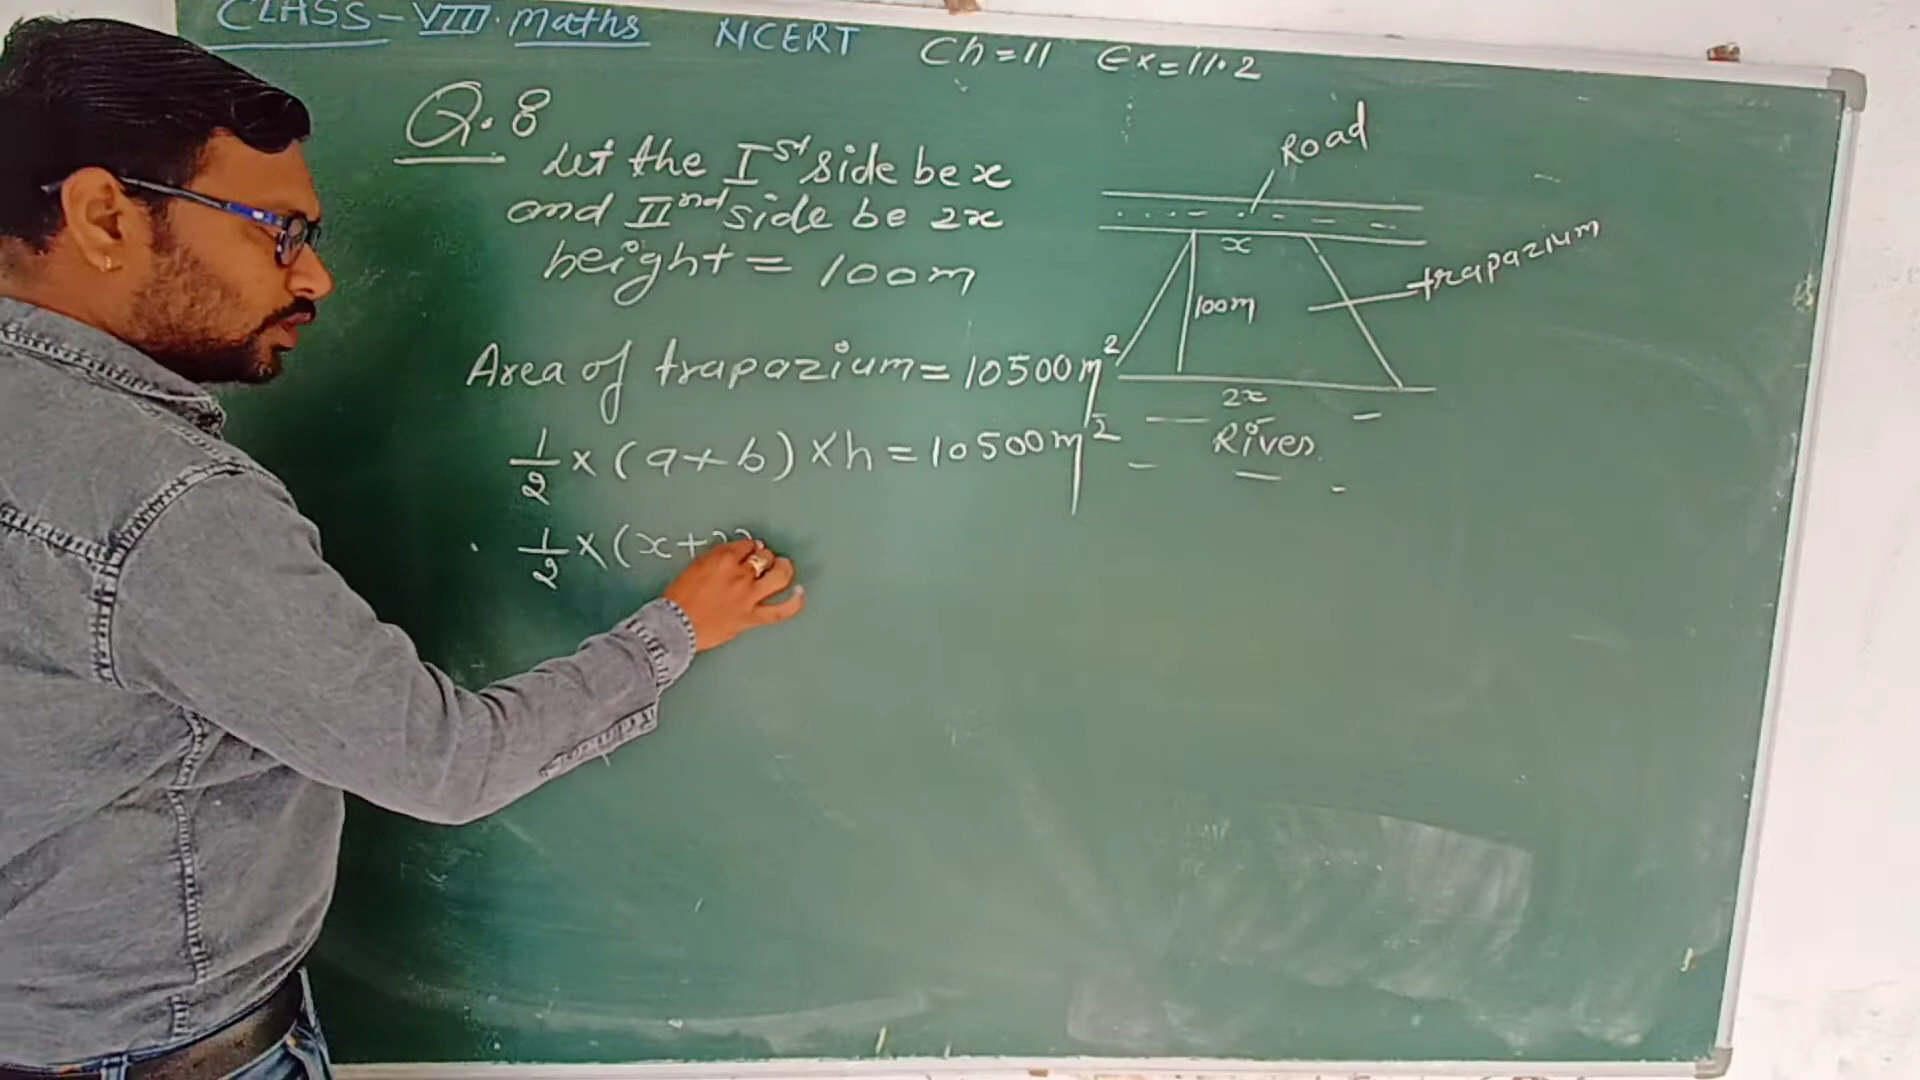 CLASS-VIII. Maths NCERT Ch=11 Ex=11.2
Q.8
Let the Iˢᵗ side be x
and IIⁿᵈ side be 2x
height = 100m
Area of trapazium = 10500m²
1/2 × (a+b) × h = 10500m²
1/2 × (x+
Road
x
100m
trapazium
2x
River